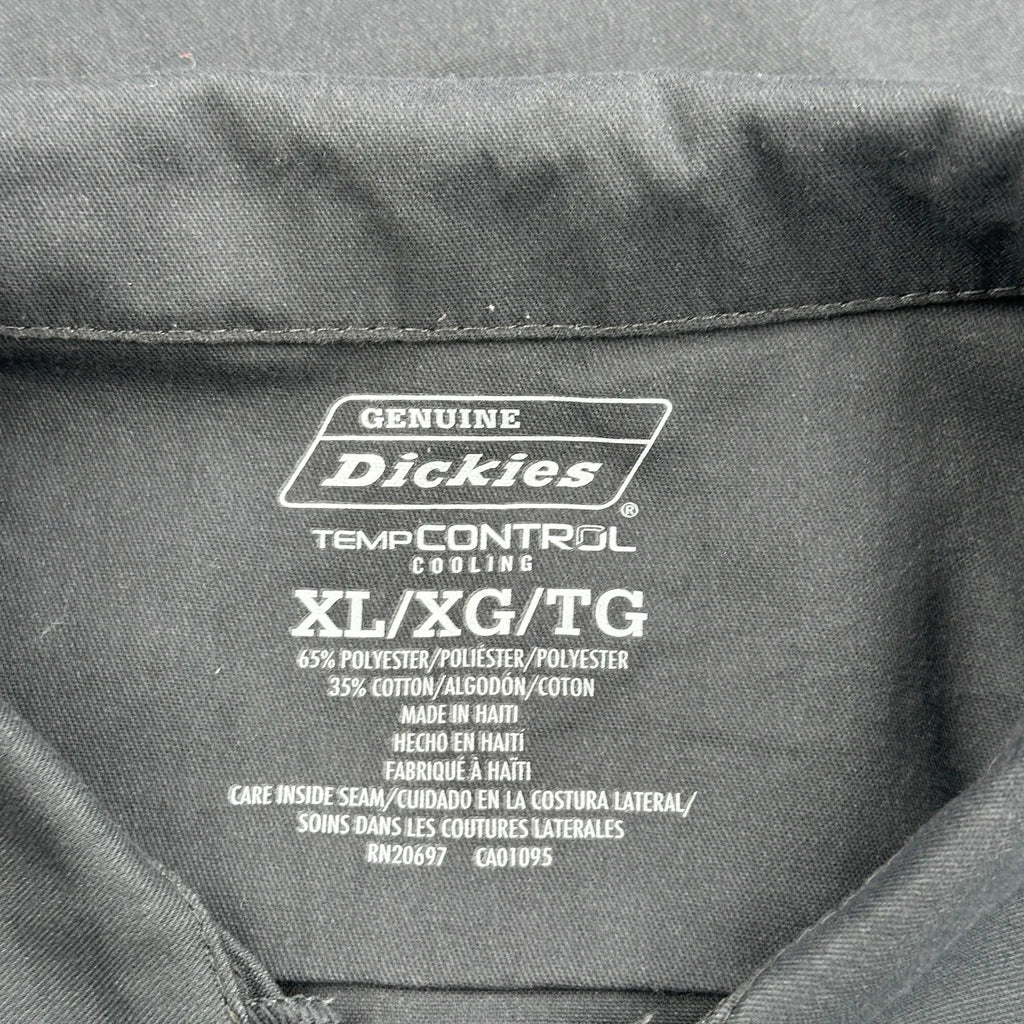 GENUINE
Dickies
®
TEMPCONTROL
COOLING
XL/XG/TG
65% POLYESTER/POLIÉSTER/POLYESTER
35% COTTON/ALGODÓN/COTON
MADE IN HAITI
HECHO EN HAITÍ
FABRIQUÉ À HAÏTI
CARE INSIDE SEAM/CUIDADO EN LA COSTURA LATERAL/
SOINS DANS LES COUTURES LATERALES
RN20697 CA01095